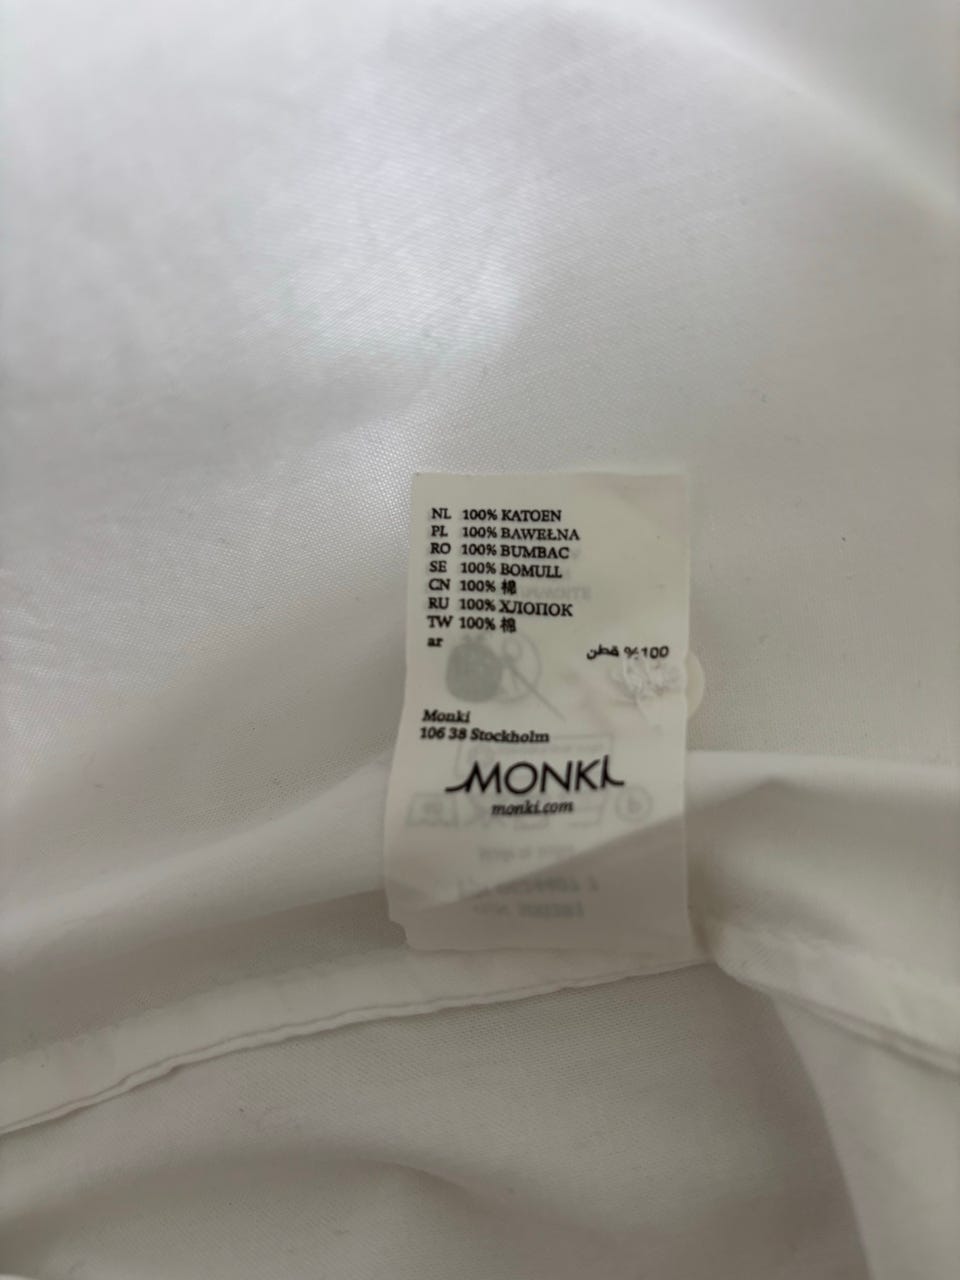 NL 100% KATOEN
PL 100% BAWEŁNA
RO 100% BUMBAC
SE 100% BOMULL
CN 100% 棉
RU 100% ХЛОПОК
TW 100% 棉
ar 100% قطن
Monki
106 38 Stockholm
MONKI
monki.com